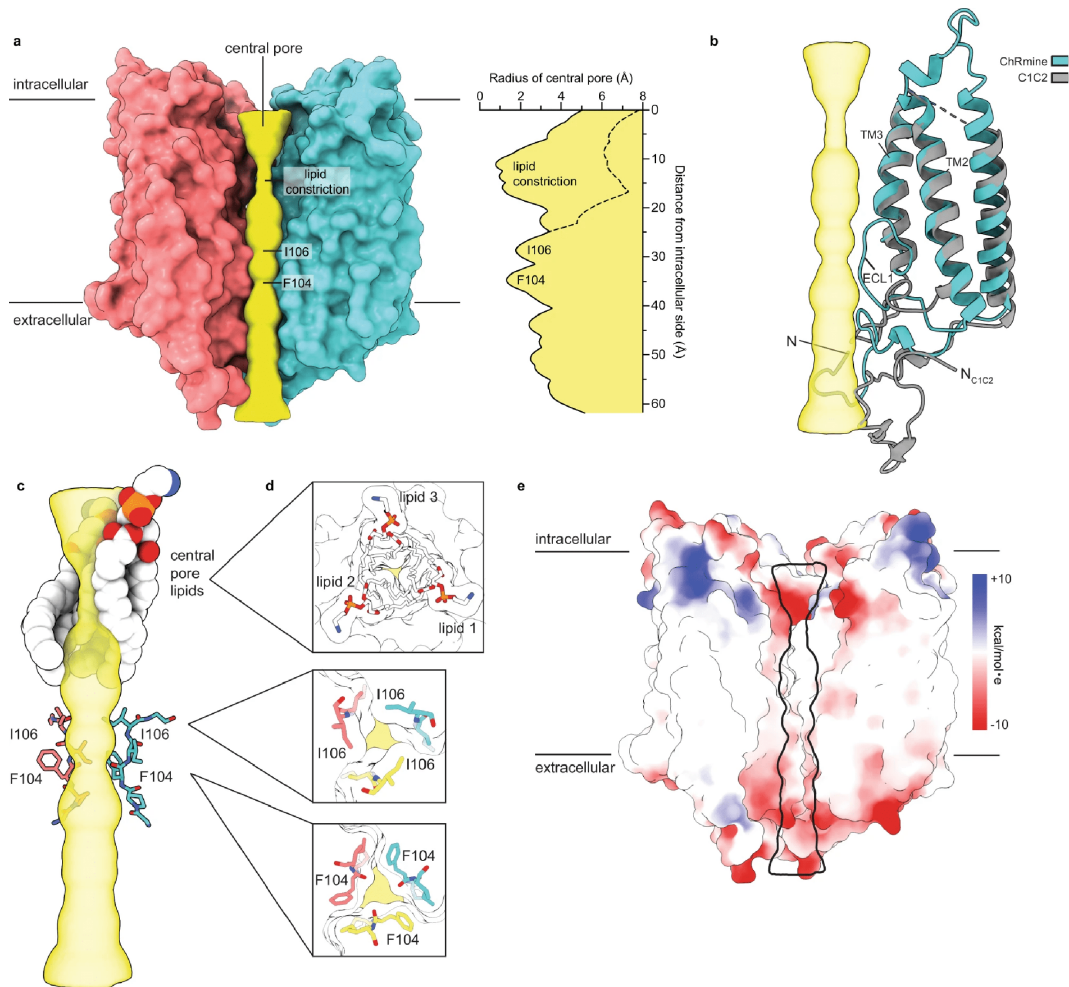 a
central pore
intracellular
lipid
constriction
I106
F104
extracellular
Radius of central pore (Å)
0 2 4 6 8
lipid
constriction
I106
F104
0
10
20
30
40
50
60
Distance from intracellular side (Å)
b
ChRmine
C1C2
TM3
TM2
ECL1
N
NC1C2
c
central
pore
lipids
I106
I106
F104
F104
d
lipid 3
lipid 2
lipid 1
I106
I106
I106
F104
F104
F104
e
intracellular
extracellular
+10
kcal/mol•e
-10